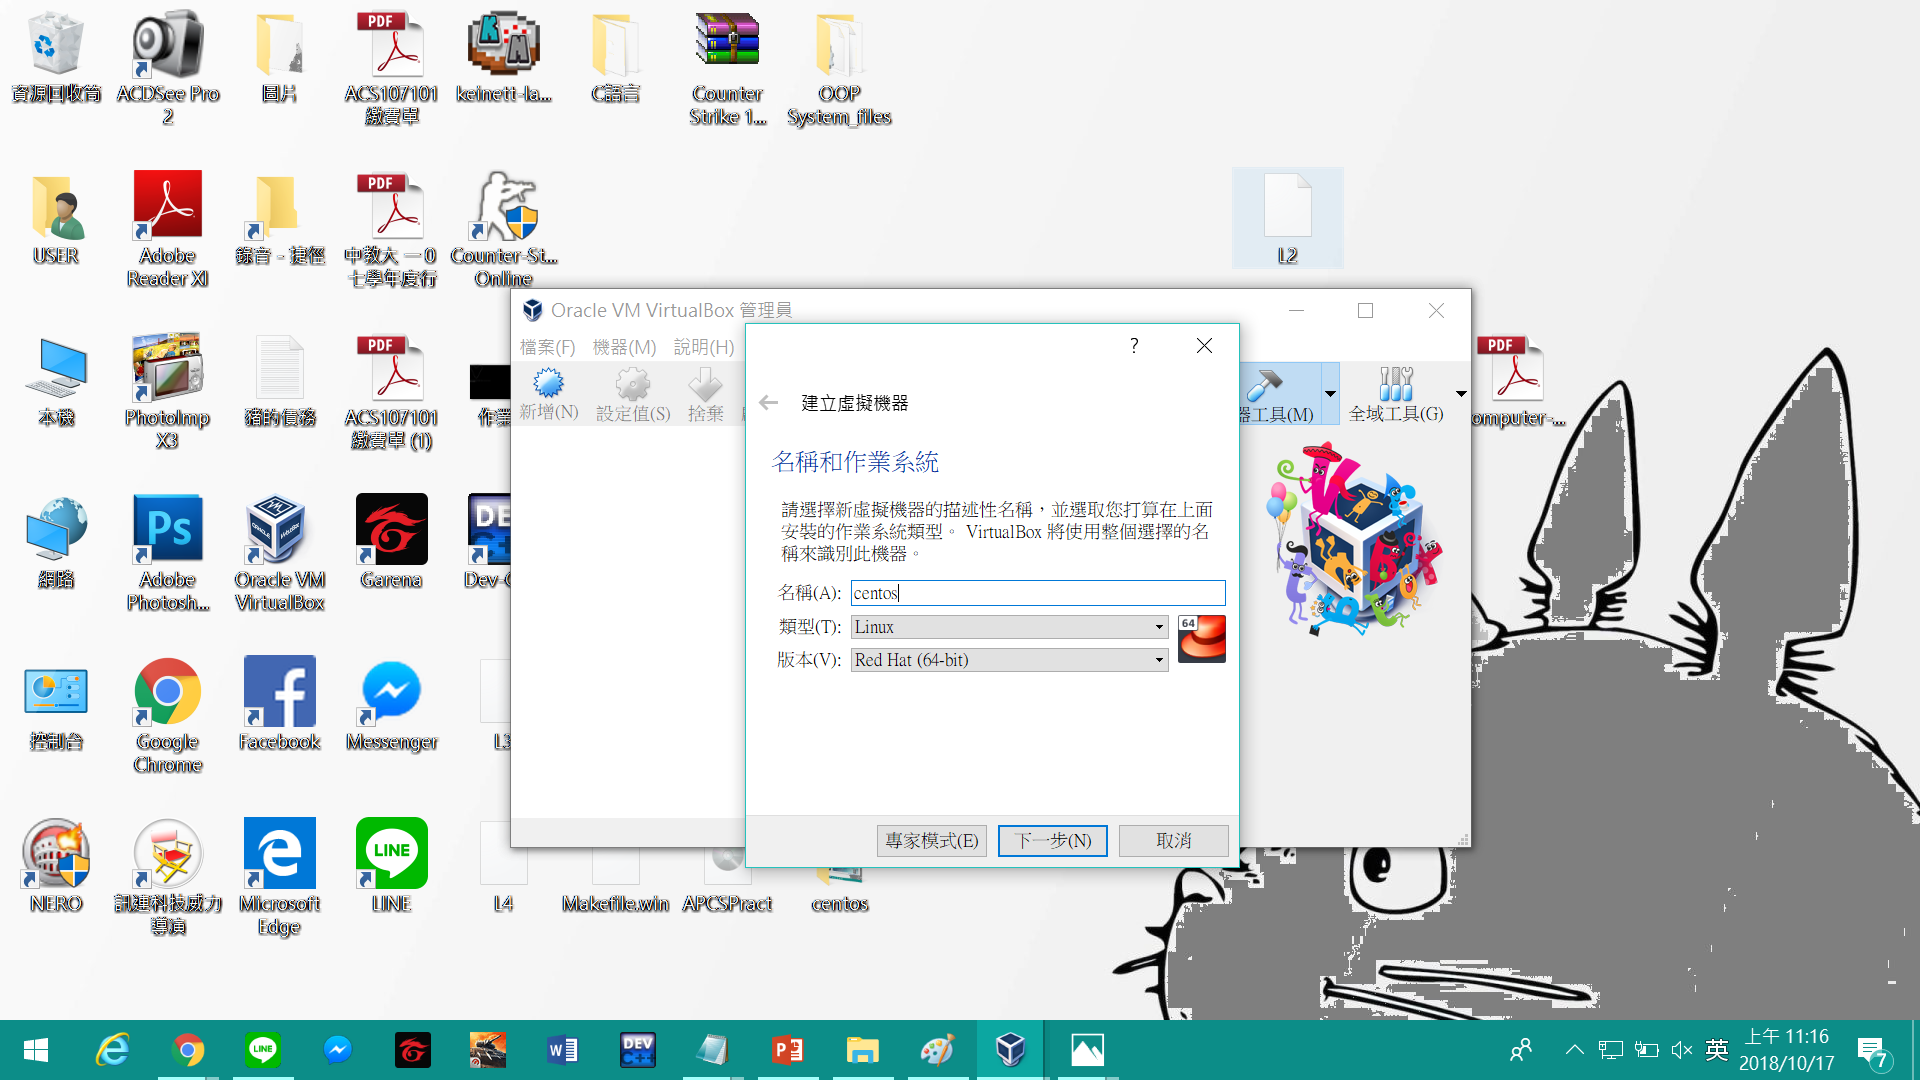 資源回收筒
ACDSee Pro
2
圖片
ACS107101
繳費單
keinett-la...
C語言
Counter
Strike 1...
OOP
System_files
USER
Adobe
Reader XI
錄音 - 捷徑
中教大 一 0
七學年度行
Counter-St...
Online
L2
本機
PhotoImp
X3
豬的債務
ACS107101
繳費單 (1)
作業
omputer-...
網路
Adobe
Photosh...
Oracle VM
VirtualBox
Garena
Dev-C
控制台
Google
Chrome
Facebook
Messenger
L3
NERO
訊連科技威力
導演
Microsoft
Edge
LINE
L4
Makefile.win
APCSPract
centos
Oracle VM VirtualBox 管理員
檔案(F) 機器(M) 說明(H)
新增(N) 設定值(S) 捨棄
器工具(M) 全域工具(G)
?
建立虛擬機器
名稱和作業系統
請選擇新虛擬機器的描述性名稱，並選取您打算在上面
安裝的作業系統類型。 VirtualBox 將使用整個選擇的名
稱來識別此機器。
名稱(A): centos
類型(T): Linux
64
版本(V): Red Hat (64-bit)
專家模式(E) 下一步(N) 取消
英
上午 11:16
2018/10/17
7